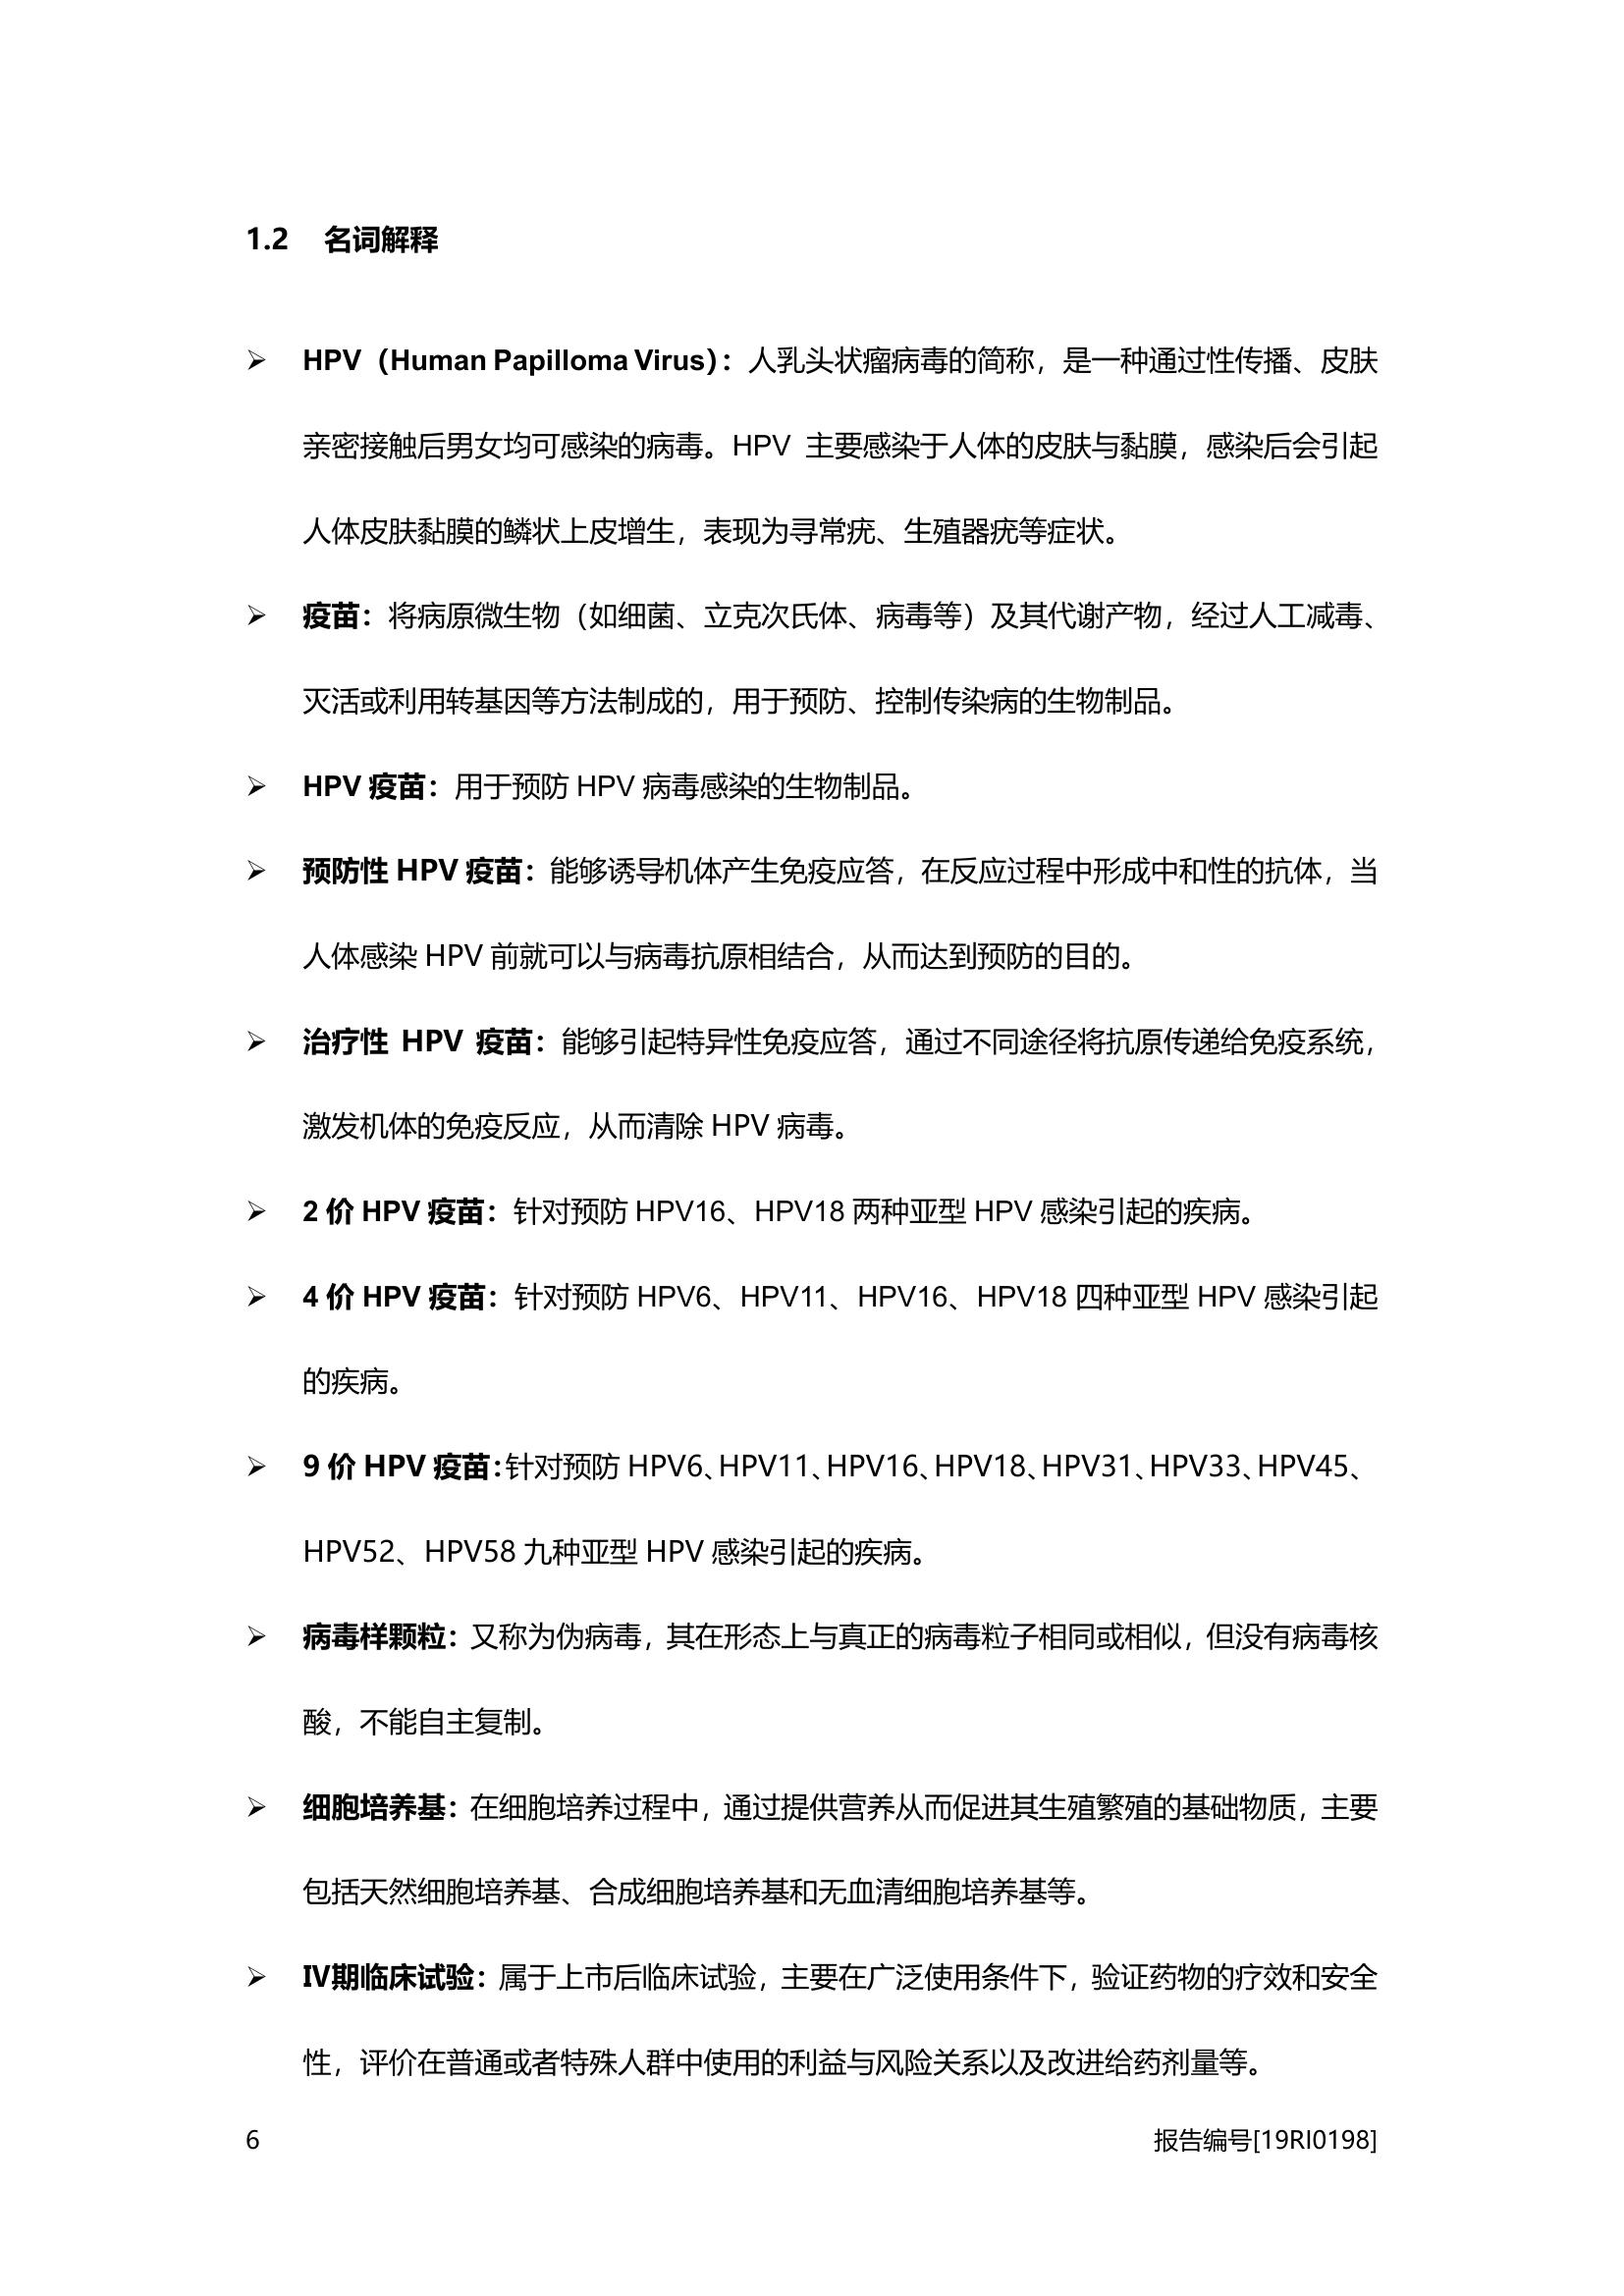 1.2 名词解释
➢ HPV（Human Papilloma Virus）：人乳头状瘤病毒的简称，是一种通过性传播、皮肤
亲密接触后男女均可感染的病毒。HPV 主要感染于人体的皮肤与黏膜，感染后会引起
人体皮肤黏膜的鳞状上皮增生，表现为寻常疣、生殖器疣等症状。
➢ 疫苗：将病原微生物（如细菌、立克次氏体、病毒等）及其代谢产物，经过人工减毒、
灭活或利用转基因等方法制成的，用于预防、控制传染病的生物制品。
➢ HPV 疫苗：用于预防 HPV 病毒感染的生物制品。
➢ 预防性 HPV 疫苗：能够诱导机体产生免疫应答，在反应过程中形成中和性的抗体，当
人体感染 HPV 前就可以与病毒抗原相结合，从而达到预防的目的。
➢ 治疗性 HPV 疫苗：能够引起特异性免疫应答，通过不同途径将抗原传递给免疫系统，
激发机体的免疫反应，从而清除 HPV 病毒。
➢ 2 价 HPV 疫苗：针对预防 HPV16、HPV18 两种亚型 HPV 感染引起的疾病。
➢ 4 价 HPV 疫苗：针对预防 HPV6、HPV11、HPV16、HPV18 四种亚型 HPV 感染引起
的疾病。
➢ 9 价 HPV 疫苗：针对预防 HPV6、HPV11、HPV16、HPV18、HPV31、HPV33、HPV45、
HPV52、HPV58 九种亚型 HPV 感染引起的疾病。
➢ 病毒样颗粒：又称为伪病毒，其在形态上与真正的病毒粒子相同或相似，但没有病毒核
酸，不能自主复制。
➢ 细胞培养基：在细胞培养过程中，通过提供营养从而促进其生殖繁殖的基础物质，主要
包括天然细胞培养基、合成细胞培养基和无血清细胞培养基等。
➢ Ⅳ期临床试验：属于上市后临床试验，主要在广泛使用条件下，验证药物的疗效和安全
性，评价在普通或者特殊人群中使用的利益与风险关系以及改进给药剂量等。
6 报告编号[19RI0198]